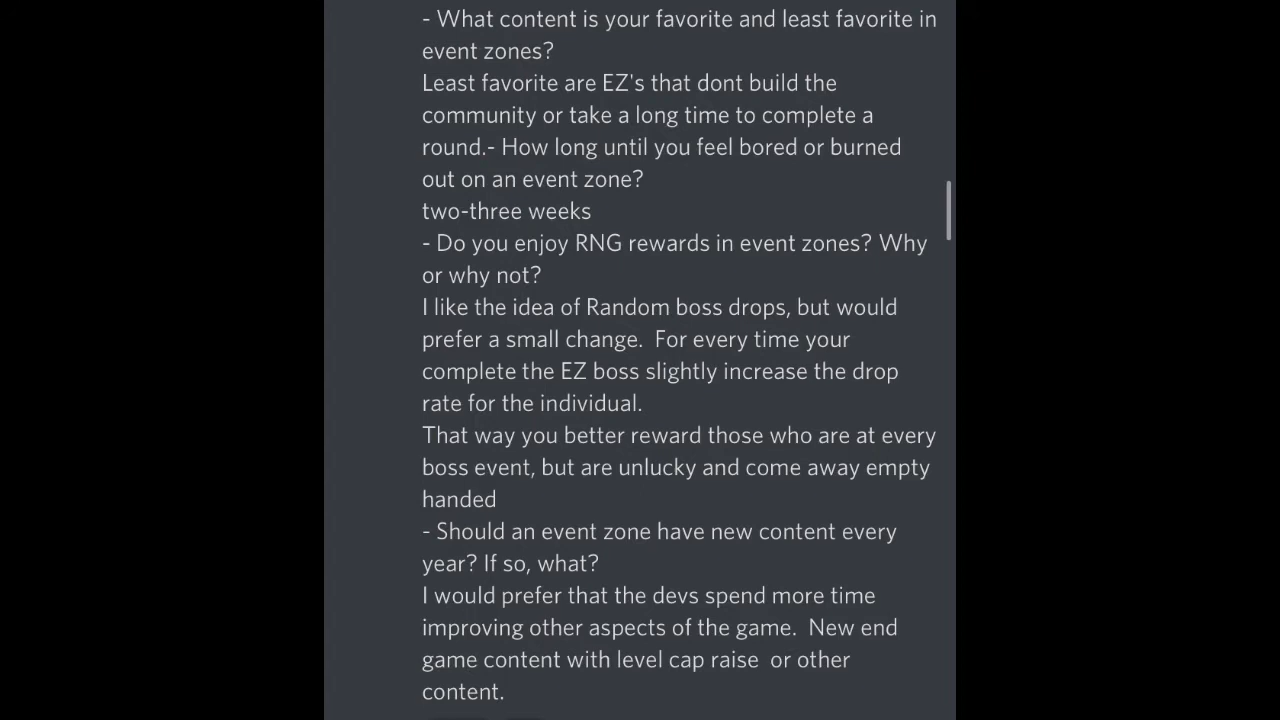 - What content is your favorite and least favorite in
event zones?
Least favorite are EZ's that dont build the
community or take a long time to complete a
round.- How long until you feel bored or burned
out on an event zone?
two-three weeks
- Do you enjoy RNG rewards in event zones? Why
or why not?
I like the idea of Random boss drops, but would
prefer a small change.  For every time your
complete the EZ boss slightly increase the drop
rate for the individual.
That way you better reward those who are at every
boss event, but are unlucky and come away empty
handed
- Should an event zone have new content every
year? If so, what?
I would prefer that the devs spend more time
improving other aspects of the game.  New end
game content with level cap raise  or other
content.